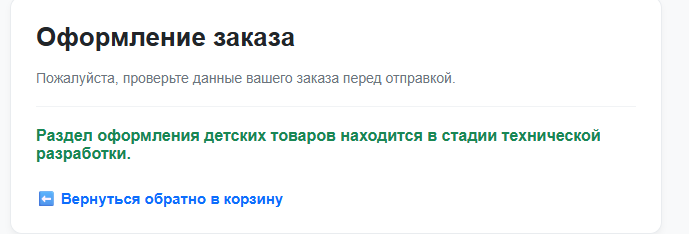 Оформление заказа
Пожалуйста, проверьте данные вашего заказа перед отправкой.
Раздел оформления детских товаров находится в стадии технической
разработки.
⬅️ Вернуться обратно в корзину